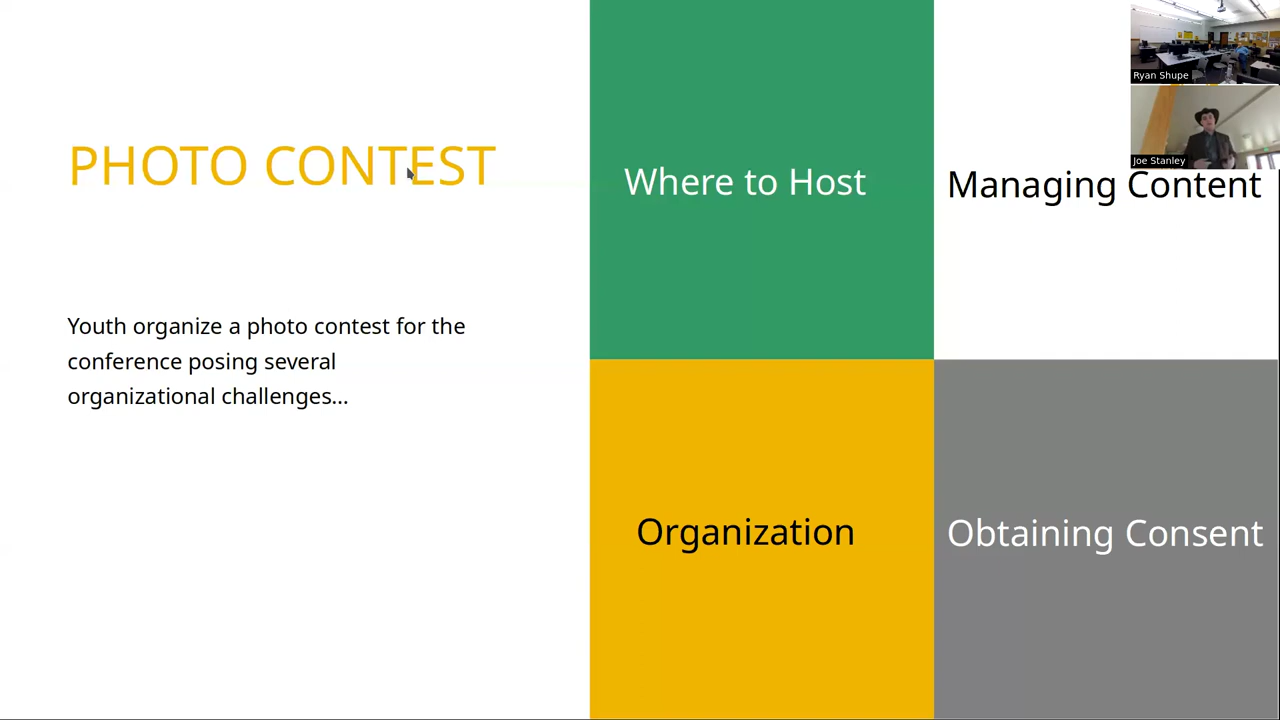 PHOTO CONTEST
Youth organize a photo contest for the
conference posing several
organizational challenges...
Where to Host
Managing Content
Organization
Obtaining Consent
Ryan Shupe
Joe Stanley